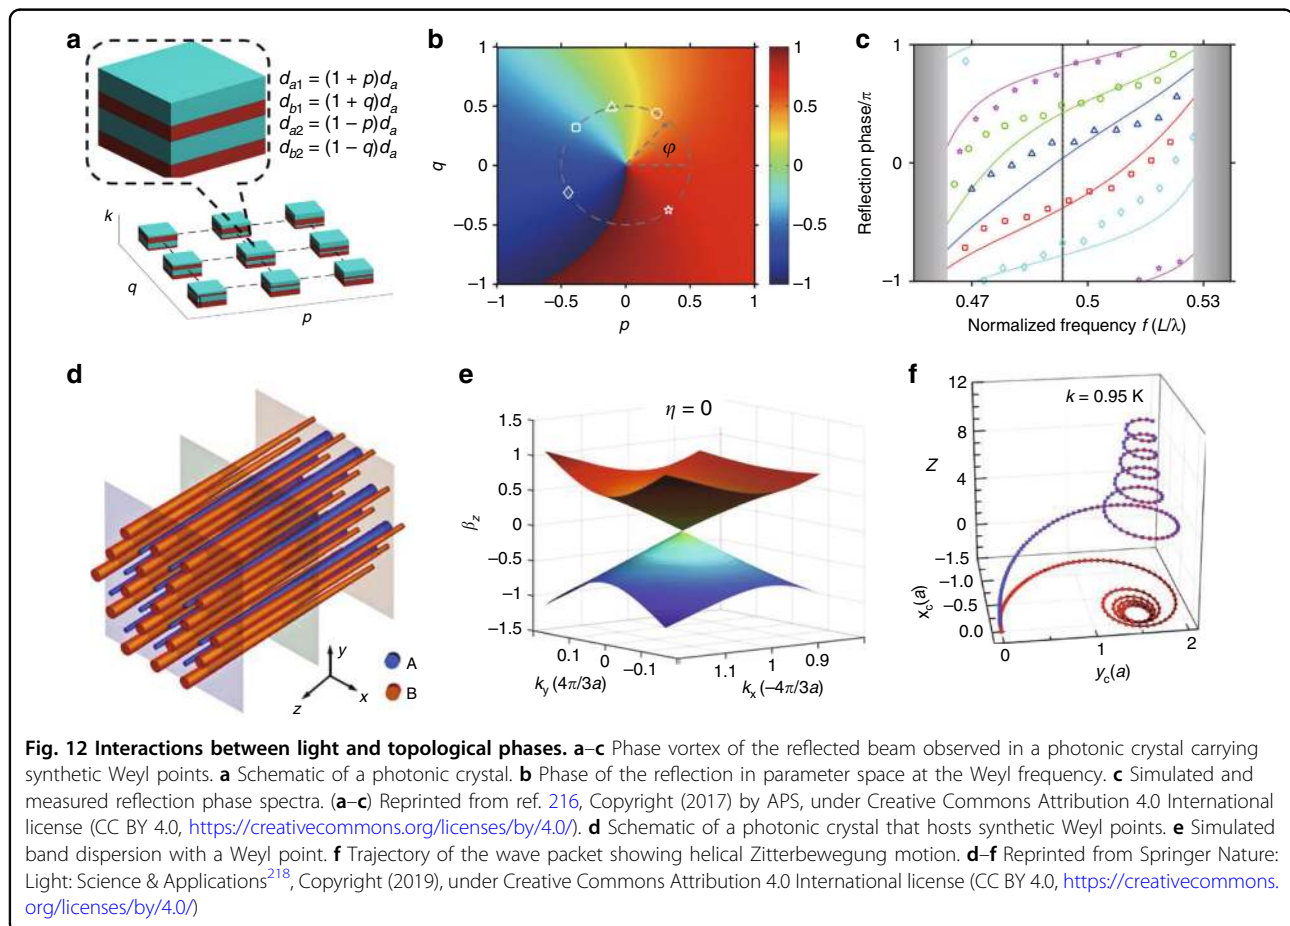 a
d_a1 = (1 + p)d_a
d_b1 = (1 + q)d_a
d_a2 = (1 − p)d_a
d_b2 = (1 − q)d_a
k
q
p
b
1
0.5
0
−0.5
−1
−1
−0.5
0
0.5
1
q
p
φ
1
0.5
0
−0.5
−1
c
Reflection phase/π
1
0
−1
0.47
0.5
0.53
Normalized frequency f (L/λ)
d
y
x
z
A
B
e
η = 0
β_z
1.5
1
0.5
0
−0.5
−1
−1.5
0.1
0
−0.1
k_y (4π/3a)
1.1
1
0.9
k_x (−4π/3a)
f
k = 0.95 K
Z
12
8
4
0
−1.5
−1.0
−0.5
0.0
x_c(a)
0
1
2
y_c(a)
Fig. 12 Interactions between light and topological phases. a–c Phase vortex of the reflected beam observed in a photonic crystal carrying
synthetic Weyl points. a Schematic of a photonic crystal. b Phase of the reflection in parameter space at the Weyl frequency. c Simulated and
measured reflection phase spectra. (a–c) Reprinted from ref. 216, Copyright (2017) by APS, under Creative Commons Attribution 4.0 International
license (CC BY 4.0, https://creativecommons.org/licenses/by/4.0/). d Schematic of a photonic crystal that hosts synthetic Weyl points. e Simulated
band dispersion with a Weyl point. f Trajectory of the wave packet showing helical Zitterbewegung motion. d–f Reprinted from Springer Nature:
Light: Science & Applications218, Copyright (2019), under Creative Commons Attribution 4.0 International license (CC BY 4.0, https://creativecommons.
org/licenses/by/4.0/)